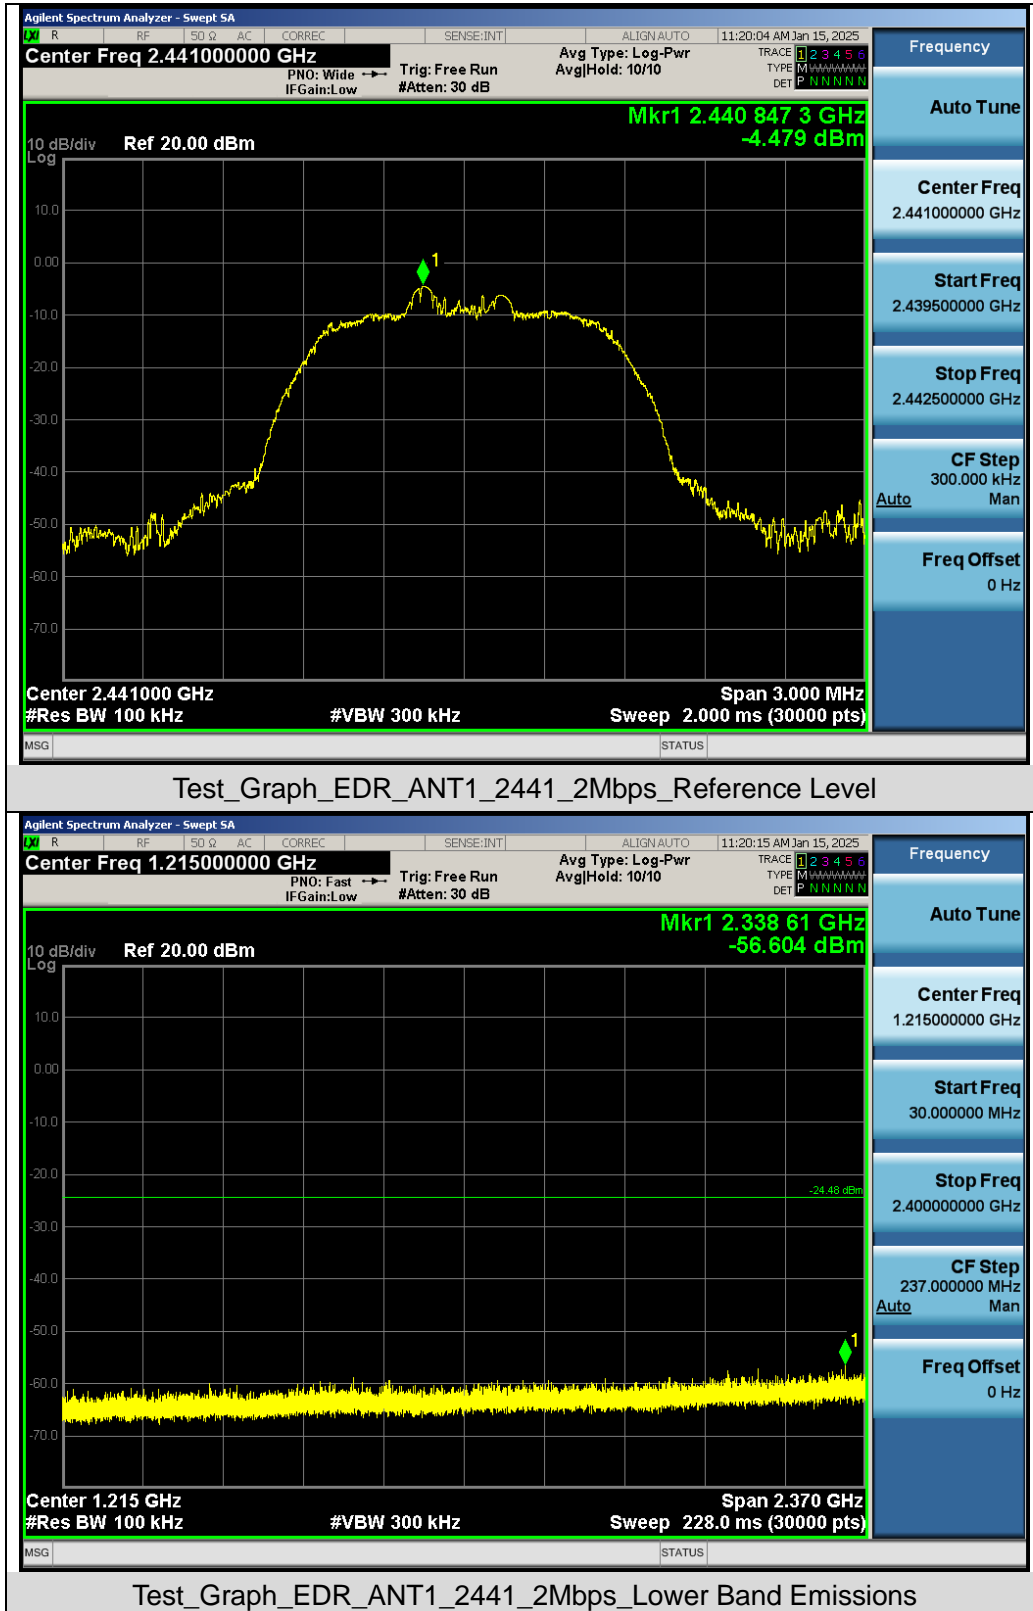 Agilent Spectrum Analyzer - Swept SA
LXI R RF 50 Ω AC CORREC SENSE:INT ALIGN AUTO 11:20:04 AM Jan 15, 2025
Center Freq 2.441000000 GHz
PNO: Wide
IFGain:Low
Trig: Free Run
#Atten: 30 dB
Avg Type: Log-Pwr
Avg|Hold: 10/10
TRACE 1 2 3 4 5 6
TYPE M WWWWW
DET P N N N N N
Mkr1 2.440 847 3 GHz
-4.479 dBm
10 dB/div Ref 20.00 dBm
Log
10.0
0.00
-10.0
-20.0
-30.0
-40.0
-50.0
-60.0
-70.0
1
Center 2.441000 GHz Span 3.000 MHz
#Res BW 100 kHz #VBW 300 kHz Sweep 2.000 ms (30000 pts)
MSG STATUS
Frequency
Auto Tune
Center Freq
2.441000000 GHz
Start Freq
2.439500000 GHz
Stop Freq
2.442500000 GHz
CF Step
300.000 kHz
Auto Man
Freq Offset
0 Hz
Test_Graph_EDR_ANT1_2441_2Mbps_Reference Level
Agilent Spectrum Analyzer - Swept SA
LXI R RF 50 Ω AC CORREC SENSE:INT ALIGN AUTO 11:20:15 AM Jan 15, 2025
Center Freq 1.215000000 GHz
PNO: Fast
IFGain:Low
Trig: Free Run
#Atten: 30 dB
Avg Type: Log-Pwr
Avg|Hold: 10/10
TRACE 1 2 3 4 5 6
TYPE M WWWWW
DET P N N N N N
Mkr1 2.338 61 GHz
-56.604 dBm
10 dB/div Ref 20.00 dBm
Log
10.0
0.00
-10.0
-20.0
-30.0
-40.0
-50.0
-60.0
-70.0
-24.48 dBm
1
Center 1.215 GHz Span 2.370 GHz
#Res BW 100 kHz #VBW 300 kHz Sweep 228.0 ms (30000 pts)
MSG STATUS
Frequency
Auto Tune
Center Freq
1.215000000 GHz
Start Freq
30.000000 MHz
Stop Freq
2.400000000 GHz
CF Step
237.000000 MHz
Auto Man
Freq Offset
0 Hz
Test_Graph_EDR_ANT1_2441_2Mbps_Lower Band Emissions